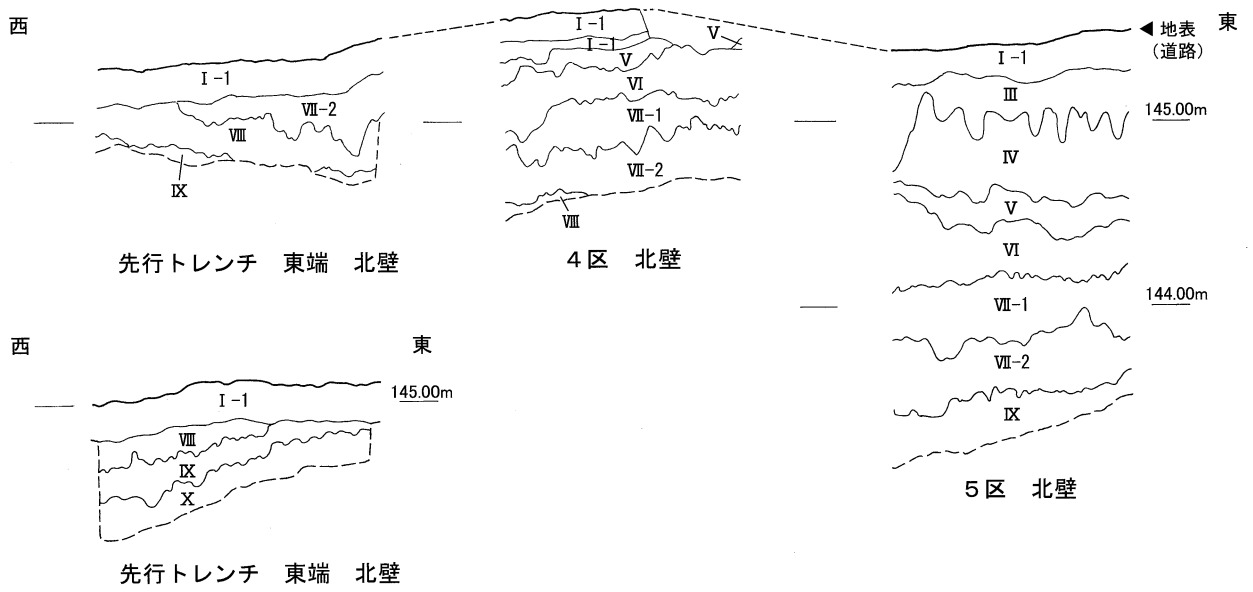 西
東
◀ 地表
(道路)
Ⅰ-1
Ⅶ-2
Ⅷ
Ⅸ
先行トレンチ 東端 北壁
Ⅰ-1
Ⅰ-1
Ⅴ
Ⅴ
Ⅵ
Ⅶ-1
Ⅶ-2
Ⅷ
4区 北壁
Ⅰ-1
Ⅲ
145.00m
Ⅳ
Ⅴ
Ⅵ
144.00m
Ⅶ-1
Ⅶ-2
Ⅸ
5区 北壁
西
東
145.00m
Ⅰ-1
Ⅷ
Ⅸ
Ⅹ
先行トレンチ 東端 北壁